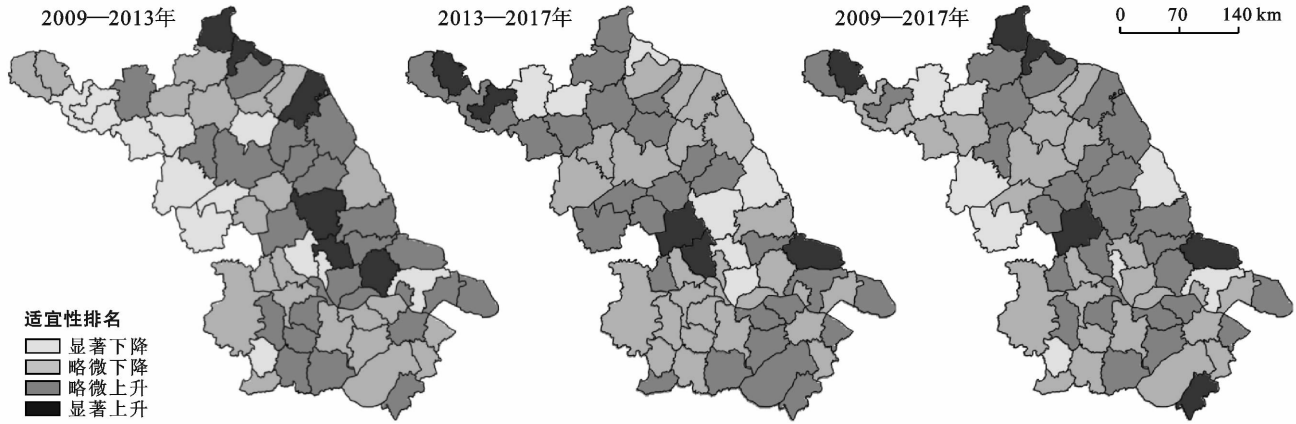 2009—2013年
2013—2017年
2009—2017年
0 70 140 km
适宜性排名
显著下降
略微下降
略微上升
显著上升